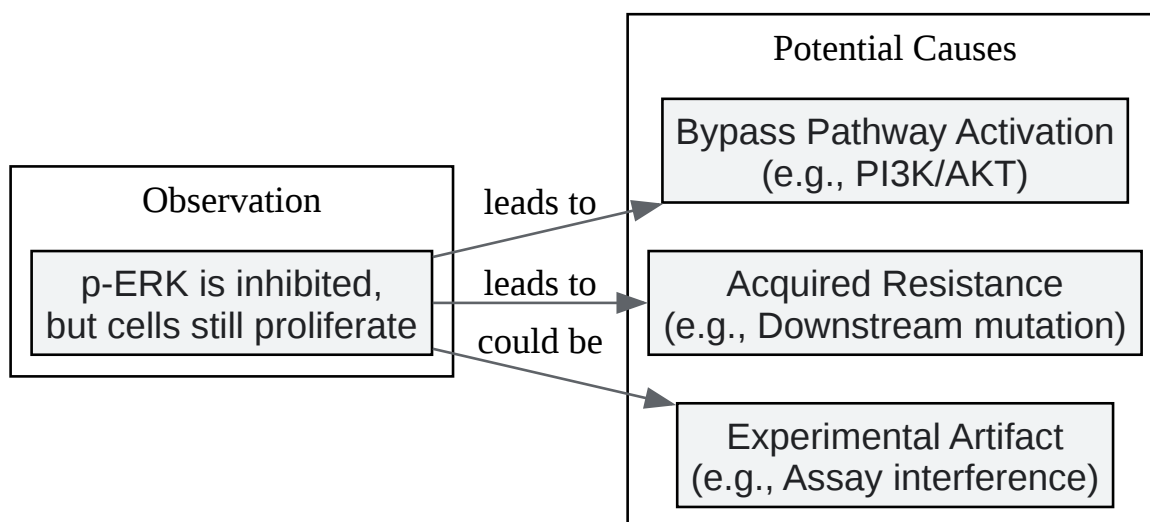 Observation
p-ERK is inhibited,
but cells still proliferate
leads to
leads to
could be
Potential Causes
Bypass Pathway Activation
(e.g., PI3K/AKT)
Acquired Resistance
(e.g., Downstream mutation)
Experimental Artifact
(e.g., Assay interference)